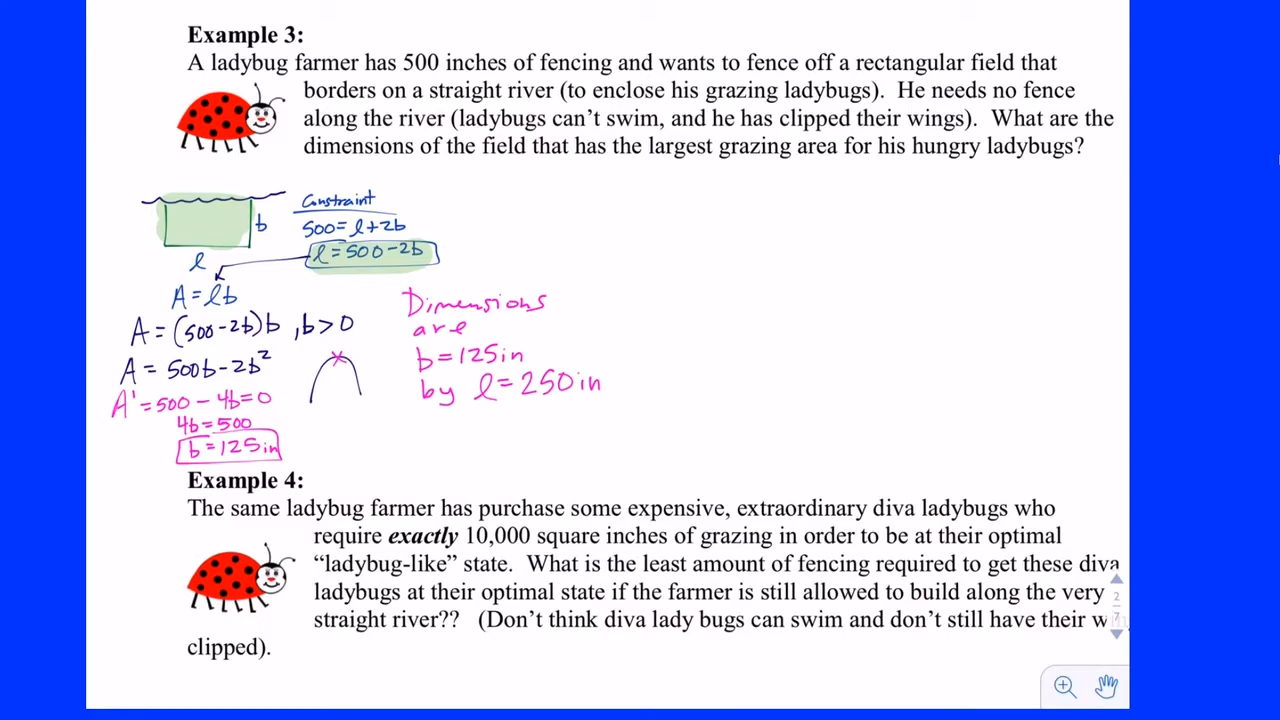 Example 3:
A ladybug farmer has 500 inches of fencing and wants to fence off a rectangular field that
borders on a straight river (to enclose his grazing ladybugs). He needs no fence
along the river (ladybugs can't swim, and he has clipped their wings). What are the
dimensions of the field that has the largest grazing area for his hungry ladybugs?
b
l
Constraint
500 = l + 2b
l = 500 - 2b
A = lb
A = (500 - 2b)b , b > 0
A = 500b - 2b²
A' = 500 - 4b = 0
4b = 500
b = 125in
Dimensions
are
b = 125in
by l = 250in
Example 4:
The same ladybug farmer has purchase some expensive, extraordinary diva ladybugs who
require exactly 10,000 square inches of grazing in order to be at their optimal
“ladybug-like” state. What is the least amount of fencing required to get these diva
ladybugs at their optimal state if the farmer is still allowed to build along the very
straight river?? (Don't think diva lady bugs can swim and don't still have their w
clipped).
2
7